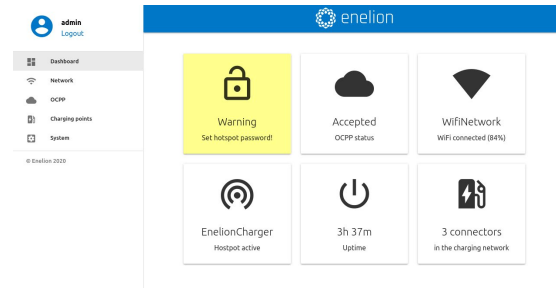 admin
Logout
Dashboard
Network
OCPP
Charging points
System
© Enelion 2020
enelion
Warning
Set hotspot password!
Accepted
OCPP status
WifiNetwork
WiFi connected (84%)
EnelionCharger
Hostpot active
3h 37m
Uptime
3 connectors
in the charging network